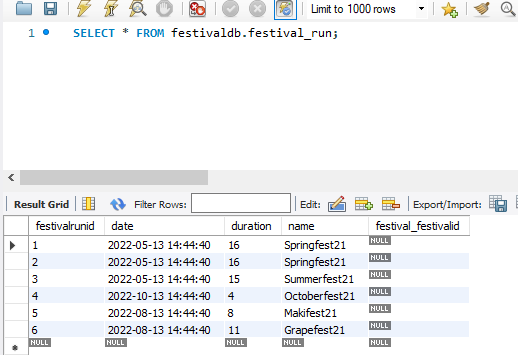 Limit to 1000 rows
1 SELECT * FROM festivaldb.festival_run;
Result Grid Filter Rows: Edit: Export/Import:
festivalrunid date duration name festival_festivalid
1 2022-05-13 14:44:40 16 Springfest21 NULL
2 2022-05-13 14:44:40 16 Springfest21 NULL
3 2022-05-13 14:44:40 15 Summerfest21 NULL
4 2022-10-13 14:44:40 4 Octoberfest21 NULL
5 2022-08-13 14:44:40 8 Makifest21 NULL
6 2022-08-13 14:44:40 11 Grapefest21 NULL
NULL NULL NULL NULL NULL